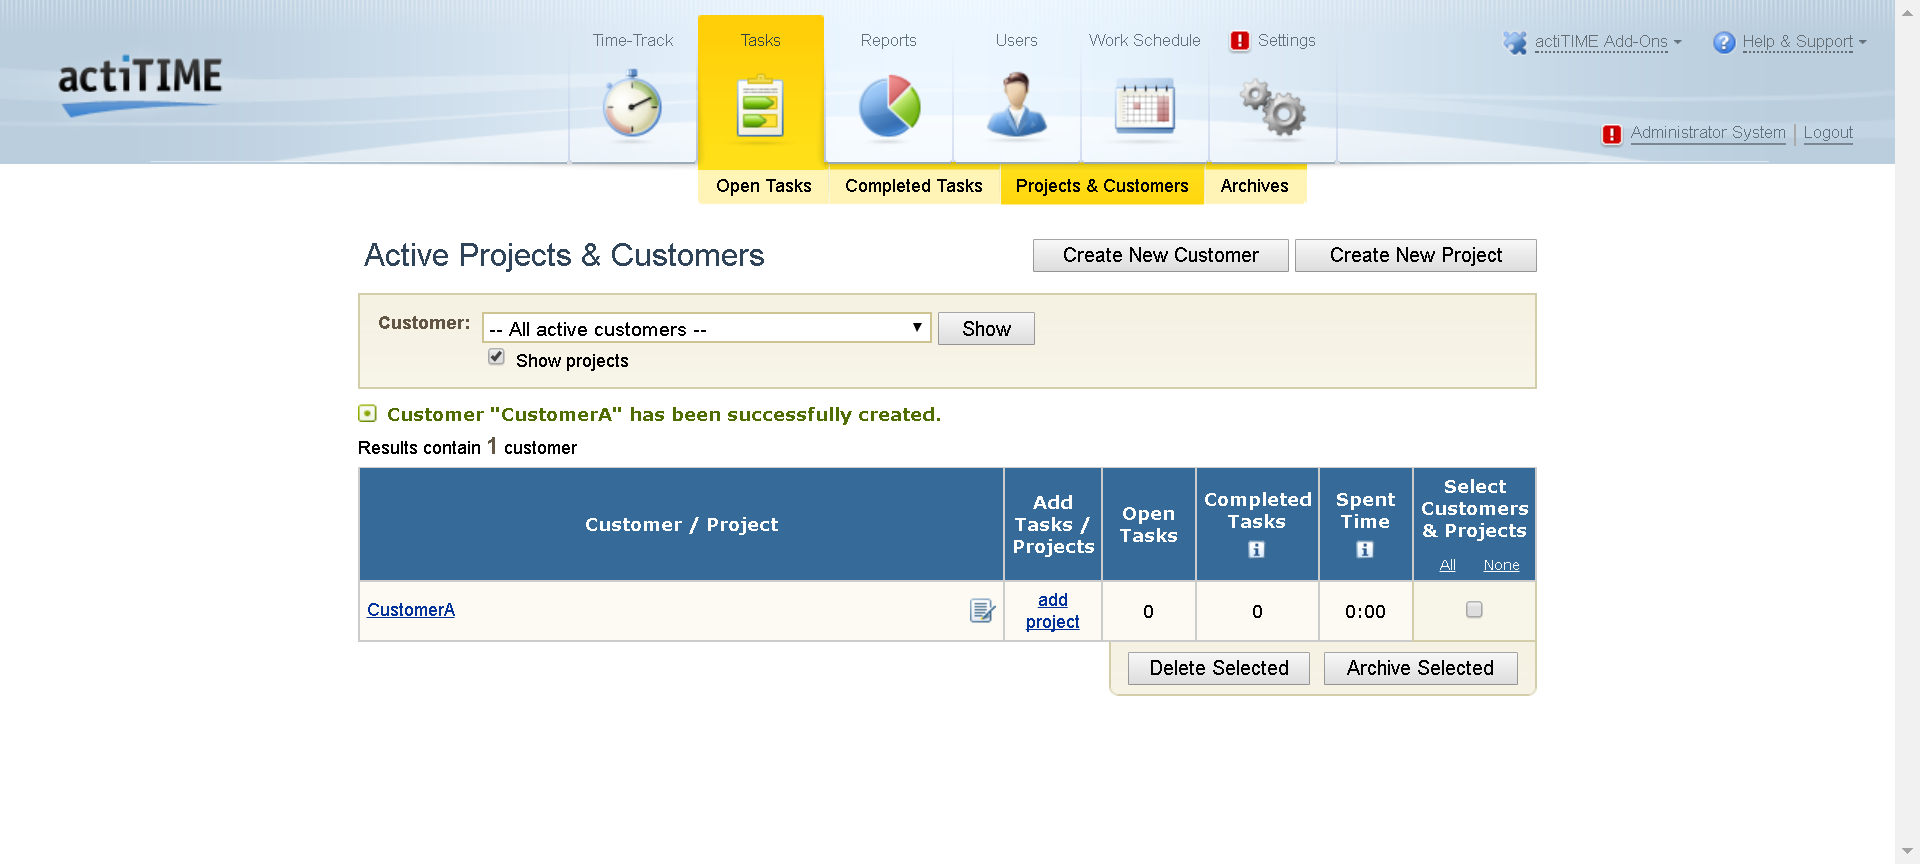 actiTIME
Time-Track
Tasks
Reports
Users
Work Schedule
Settings
actiTIME Add-Ons
Help & Support
Administrator System
Logout
Open Tasks
Completed Tasks
Projects & Customers
Archives
Active Projects & Customers
Create New Customer
Create New Project
Customer:
-- All active customers --
Show
Show projects
Customer "CustomerA" has been successfully created.
Results contain 1 customer
Customer / Project
Add
Tasks /
Projects
Open
Tasks
Completed
Tasks
Spent
Time
Select
Customers
& Projects
All
None
CustomerA
add
project
0
0
0:00
Delete Selected
Archive Selected